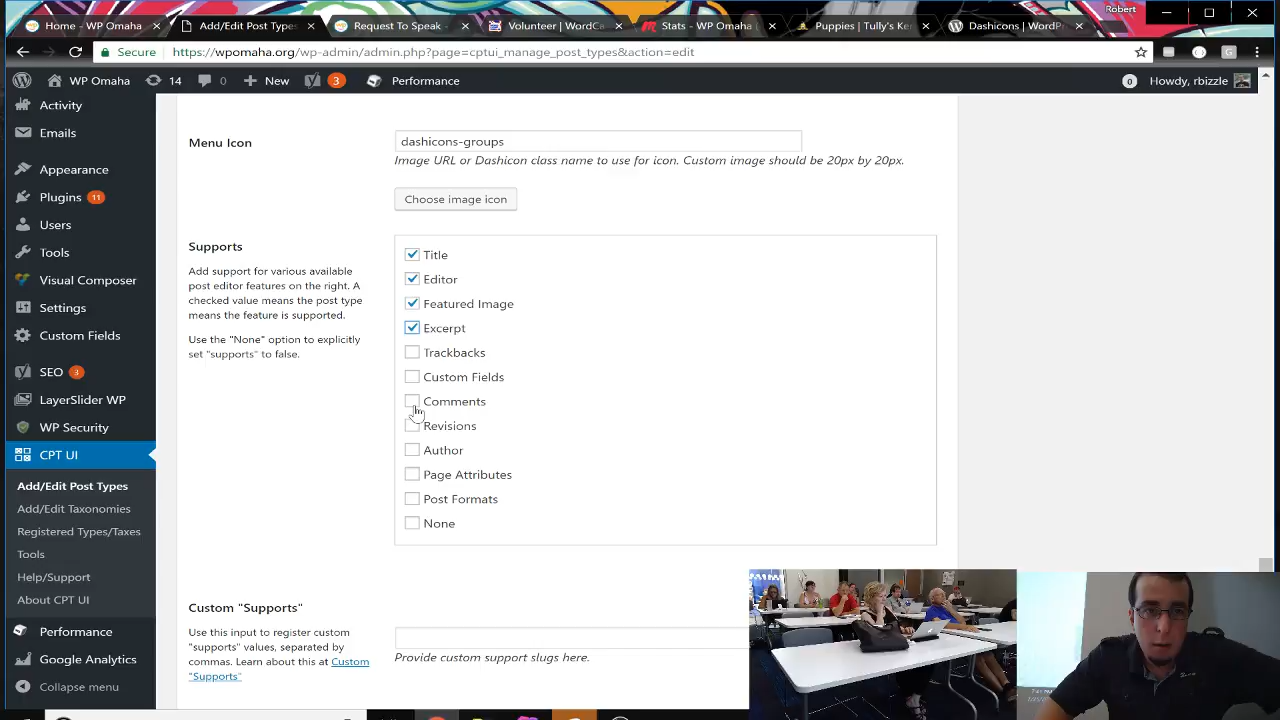 Robert
Home - WP Omaha
Add/Edit Post Types
Request To Speak
Volunteer | WordCa
Stats - WP Omaha
Puppies | Tully's Ker
Dashicons | WordP
Secure
https://wpomaha.org/wp-admin/admin.php?page=cptui_manage_post_types&action=edit
WP Omaha
14
0
New
3
Performance
0
Howdy, rbizzle
Activity
Emails
Appearance
Plugins 11
Users
Tools
Visual Composer
Settings
Custom Fields
SEO 3
LayerSlider WP
WP Security
CPT UI
Add/Edit Post Types
Add/Edit Taxonomies
Registered Types/Taxes
Tools
Help/Support
About CPT UI
Performance
Google Analytics
Collapse menu
Menu Icon
dashicons-groups
Image URL or Dashicon class name to use for icon. Custom image should be 20px by 20px.
Choose image icon
Supports
Add support for various available
post editor features on the right. A
checked value means the post type
means the feature is supported.
Use the "None" option to explicitly
set "supports" to false.
Title
Editor
Featured Image
Excerpt
Trackbacks
Custom Fields
Comments
Revisions
Author
Page Attributes
Post Formats
None
Custom "Supports"
Use this input to register custom
"supports" values, separated by
commas. Learn about this at Custom
"Supports"
Provide custom support slugs here.